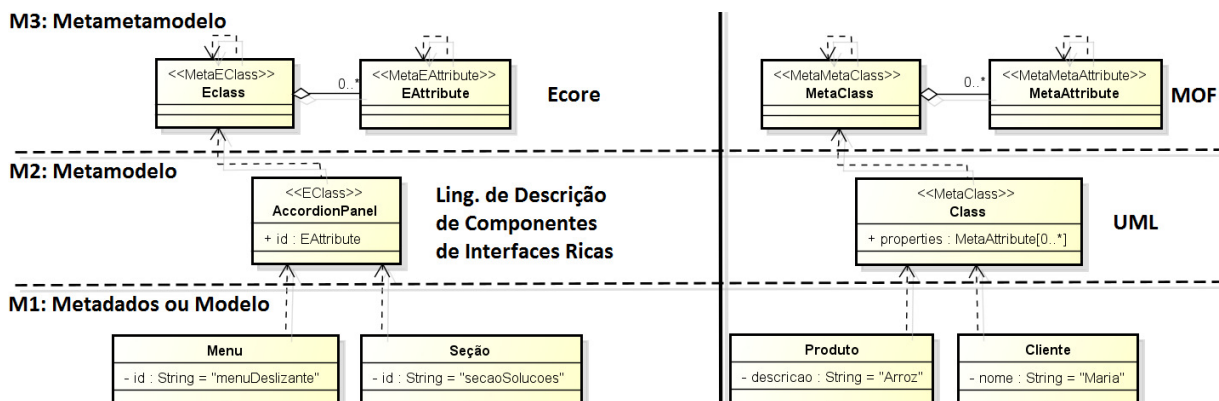 M3: Metametamodelo
<<MetaEClass>>
Eclass
0..*
<<MetaEAttribute>>
EAttribute
Ecore
<<MetaMetaClass>>
MetaClass
0..*
<<MetaMetaAttribute>>
MetaAttribute
MOF
M2: Metamodelo
<<EClass>>
AccordionPanel
+ id : EAttribute
Ling. de Descrição
de Componentes
de Interfaces Ricas
<<MetaClass>>
Class
+ properties : MetaAttribute[0..*]
UML
M1: Metadados ou Modelo
Menu
- id : String = "menuDeslizante"
Seção
- id : String = "secaoSolucoes"
Produto
- descricao : String = "Arroz"
Cliente
- nome : String = "Maria"